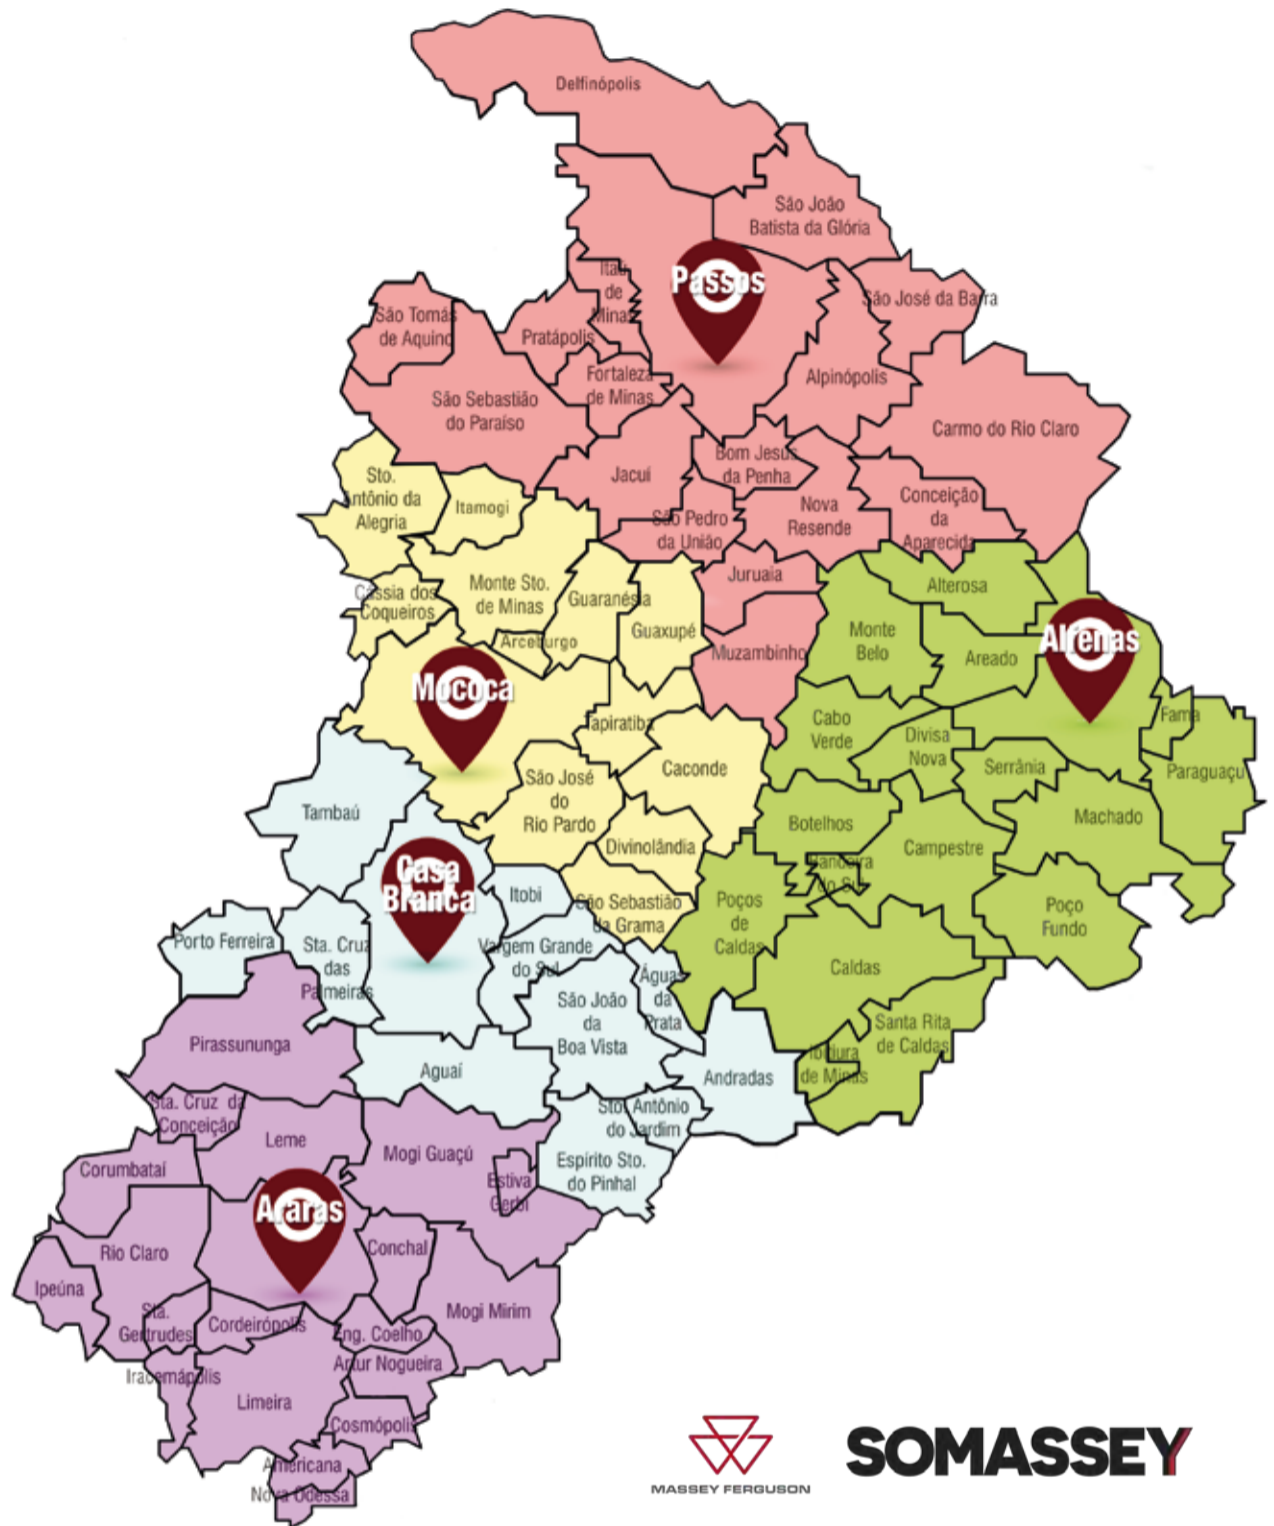 Delfinópolis
São João
Batista da Glória
Itaú
de
Minas
Passos
São José da Barra
São Tomás
de Aquino
Pratápolis
Fortaleza
de Minas
Alpinópolis
São Sebastião
do Paraíso
Carmo do Rio Claro
Bom Jesus
da Penha
Jacuí
Sto.
Antônio da
Alegria
Itamogi
Nova
Resende
Conceição
da
Aparecida
São Pedro
da União
Juruaia
Alterosa
Cássia dos
Coqueiros
Monte Sto.
de Minas
Guaranésia
Guaxupé
Arceburgo
Muzambinho
Monte
Belo
Areado
Alfenas
Mococa
Tapiratiba
Cabo
Verde
Divisa
Nova
Fama
Caconde
Serrânia
Paraguaçu
São José
do
Rio Pardo
Tambaú
Botelhos
Machado
Divinolândia
Campestre
Bandeira
do Sul
Casa
Branca
Itobi
São Sebastião
da Grama
Poços
de
Caldas
Poço
Fundo
Porto Ferreira
Sta. Cruz
das
Palmeiras
Vargem Grande
do Sul
Águas
da
Prata
Caldas
São João
da
Boa Vista
Santa Rita
de Caldas
Pirassununga
Aguaí
Andradas
Ibitiura
de Minas
Sta. Cruz da
Conceição
Leme
Sto. Antônio
do Jardim
Mogi Guaçú
Espírito Sto.
do Pinhal
Corumbataí
Estiva
Gerbi
Araras
Rio Claro
Conchal
Ipeúna
Sta.
Gertrudes
Cordeirópolis
Eng. Coelho
Mogi Mirim
Iracemápolis
Artur Nogueira
Limeira
Cosmópolis
Americana
Nova Odessa
MASSEY FERGUSON
SOMASSEY